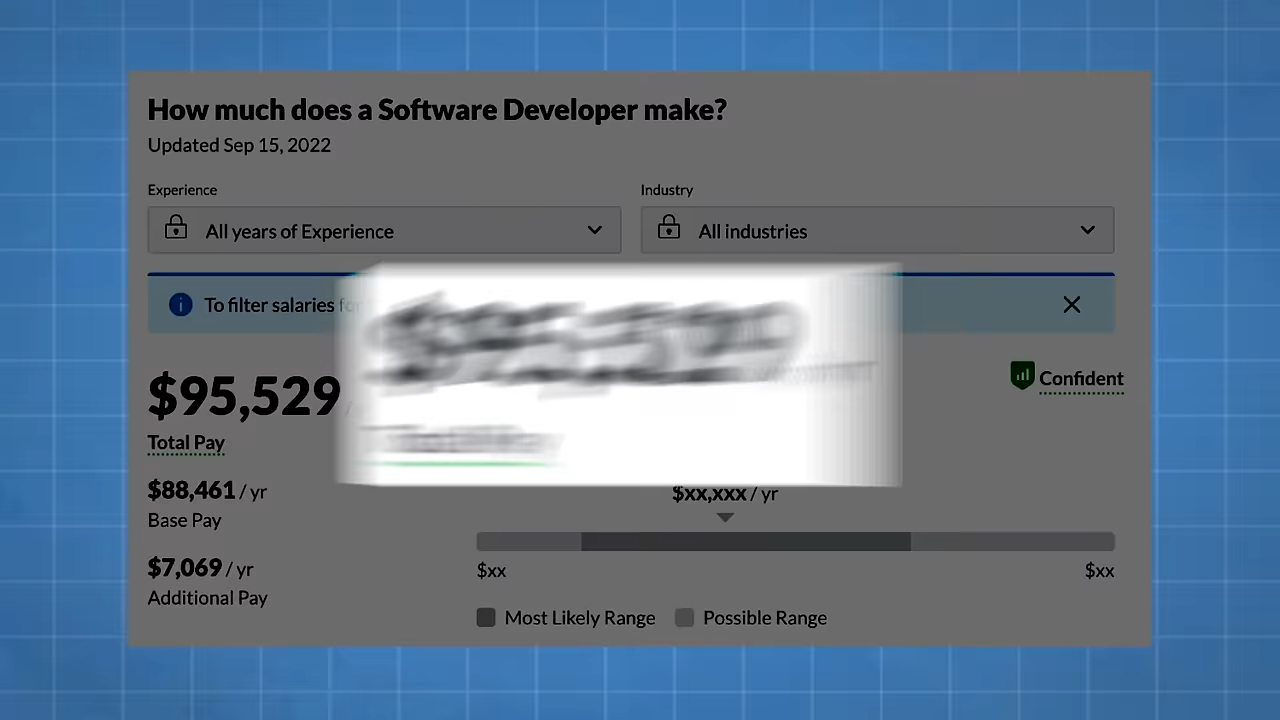 How much does a Software Developer make?
Updated Sep 15, 2022
Experience
Industry
All years of Experience
All industries
To filter salaries
$95,529
Confident
Total Pay
$88,461 / yr
Base Pay
$xx,xxx / yr
$7,069 / yr
Additional Pay
$xx
$xx
Most Likely Range
Possible Range